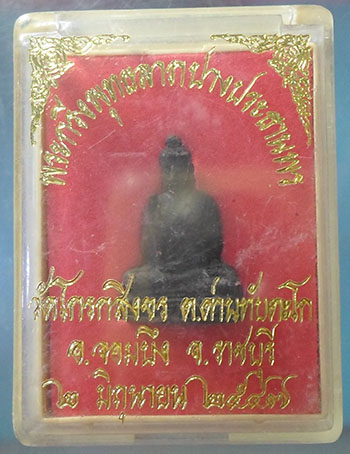 พระกริ่งพุทธลาภปางประธานพร
วัดโกรกสิงขร ต.ด่านทับตะโก
อ.จอมบึง จ.ราชบุรี
๒ มิถุนายน ๒๕๔๗